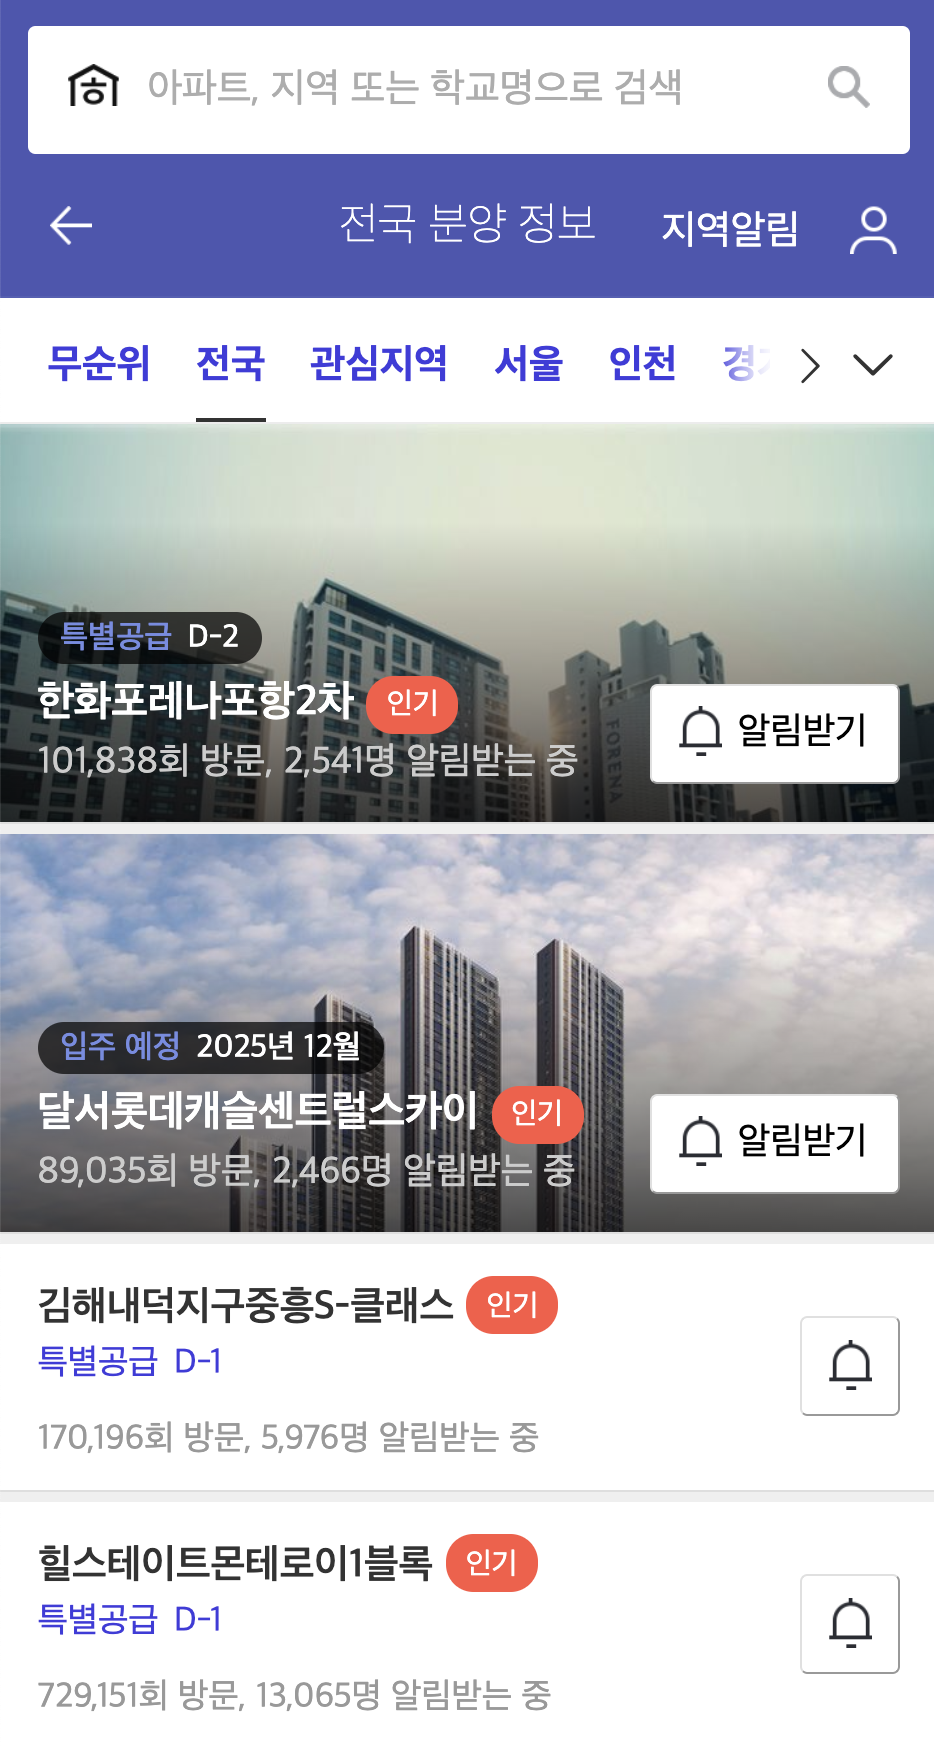 아파트, 지역 또는 학교명으로 검색
전국 분양 정보 지역알림
무순위 전국 관심지역 서울 인천
특별공급 D-2
한화포레나포항2차 인기
101,838회 방문, 2,541명 알림받는 중
알림받기
FORENA
입주 예정 2025년 12월
달서롯데캐슬센트럴스카이 인기
89,035회 방문, 2,466명 알림받는 중
알림받기
김해내덕지구중흥S-클래스 인기
특별공급 D-1
170,196회 방문, 5,976명 알림받는 중
힐스테이트몬테로이1블록 인기
특별공급 D-1
729,151회 방문, 13,065명 알림받는 중